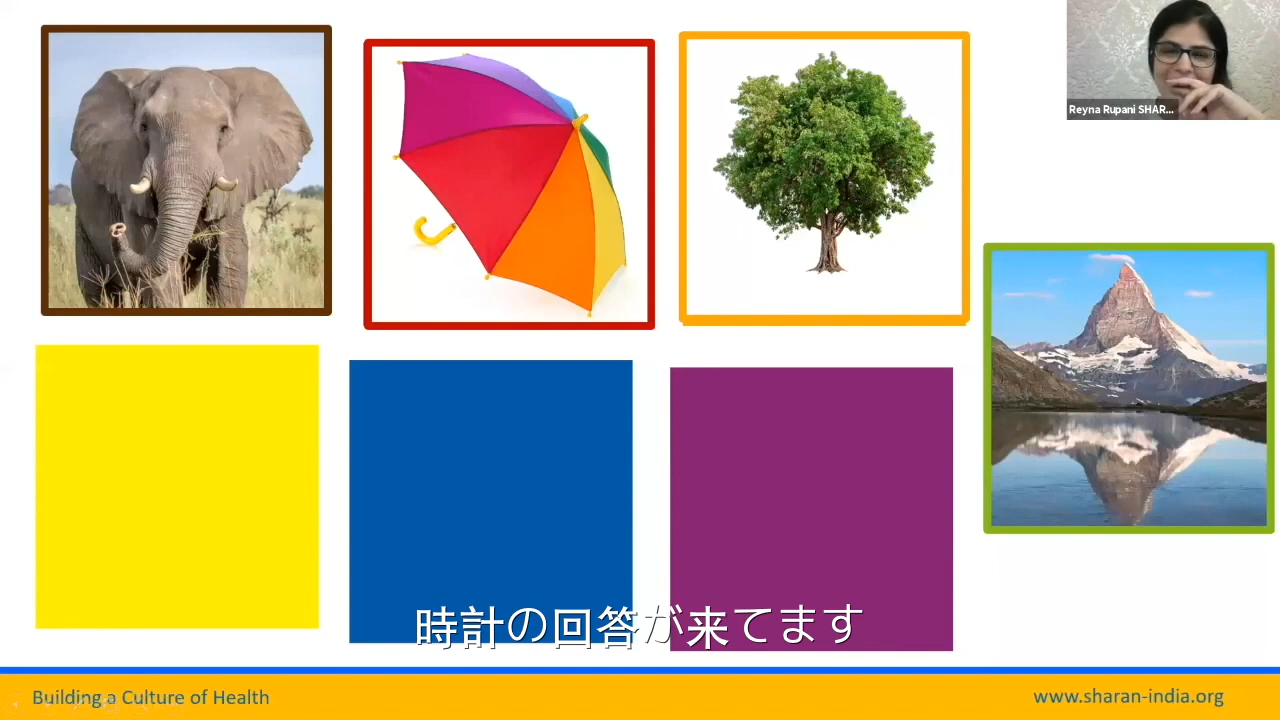 Reyna Rupani SHAR...
時計の回答が来てます
Building a Culture of Health
www.sharan-india.org